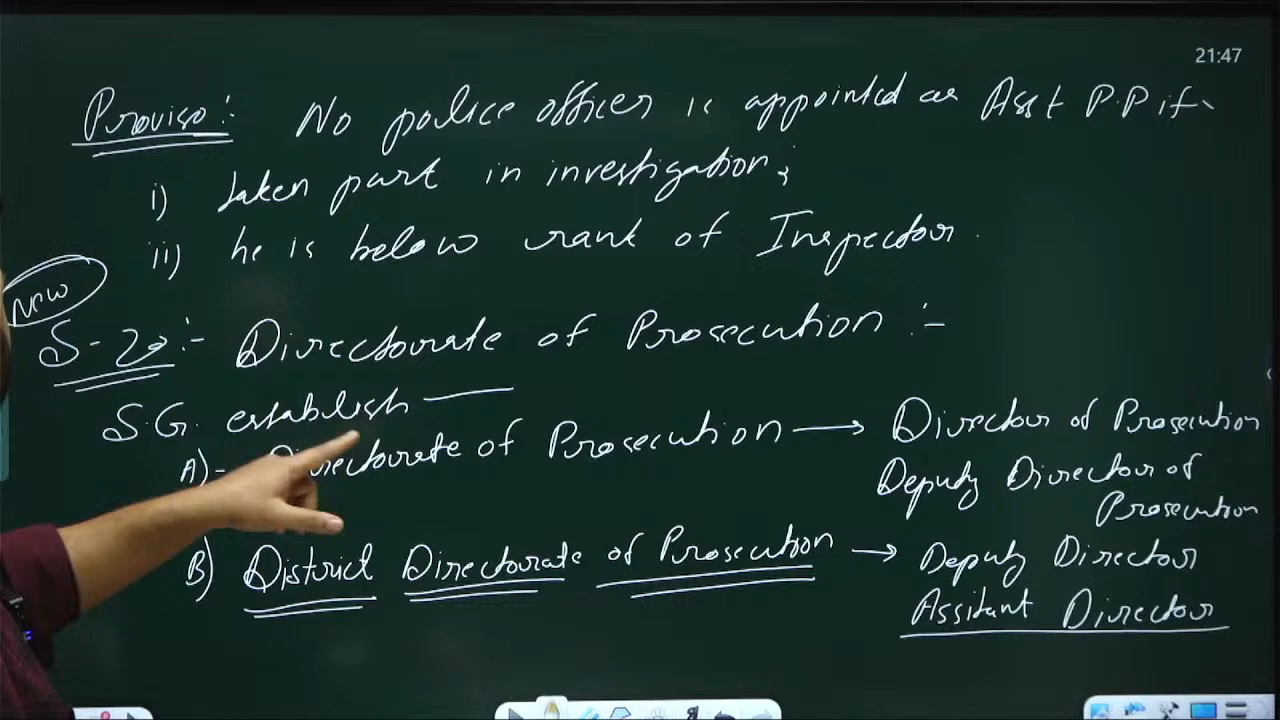 21:47
Proviso:- No police officer is appointed as Asst P.P if
i) taken part in investigation;
ii) he is below rank of Inspector.
New
S-20:- Directorate of Prosecution :-
S.G. establish —
A)- Directorate of Prosecution → Director of Prosecution
Deputy Director of
Prosecution
B) District Directorate of Prosecution → Deputy Director
Assitant Director